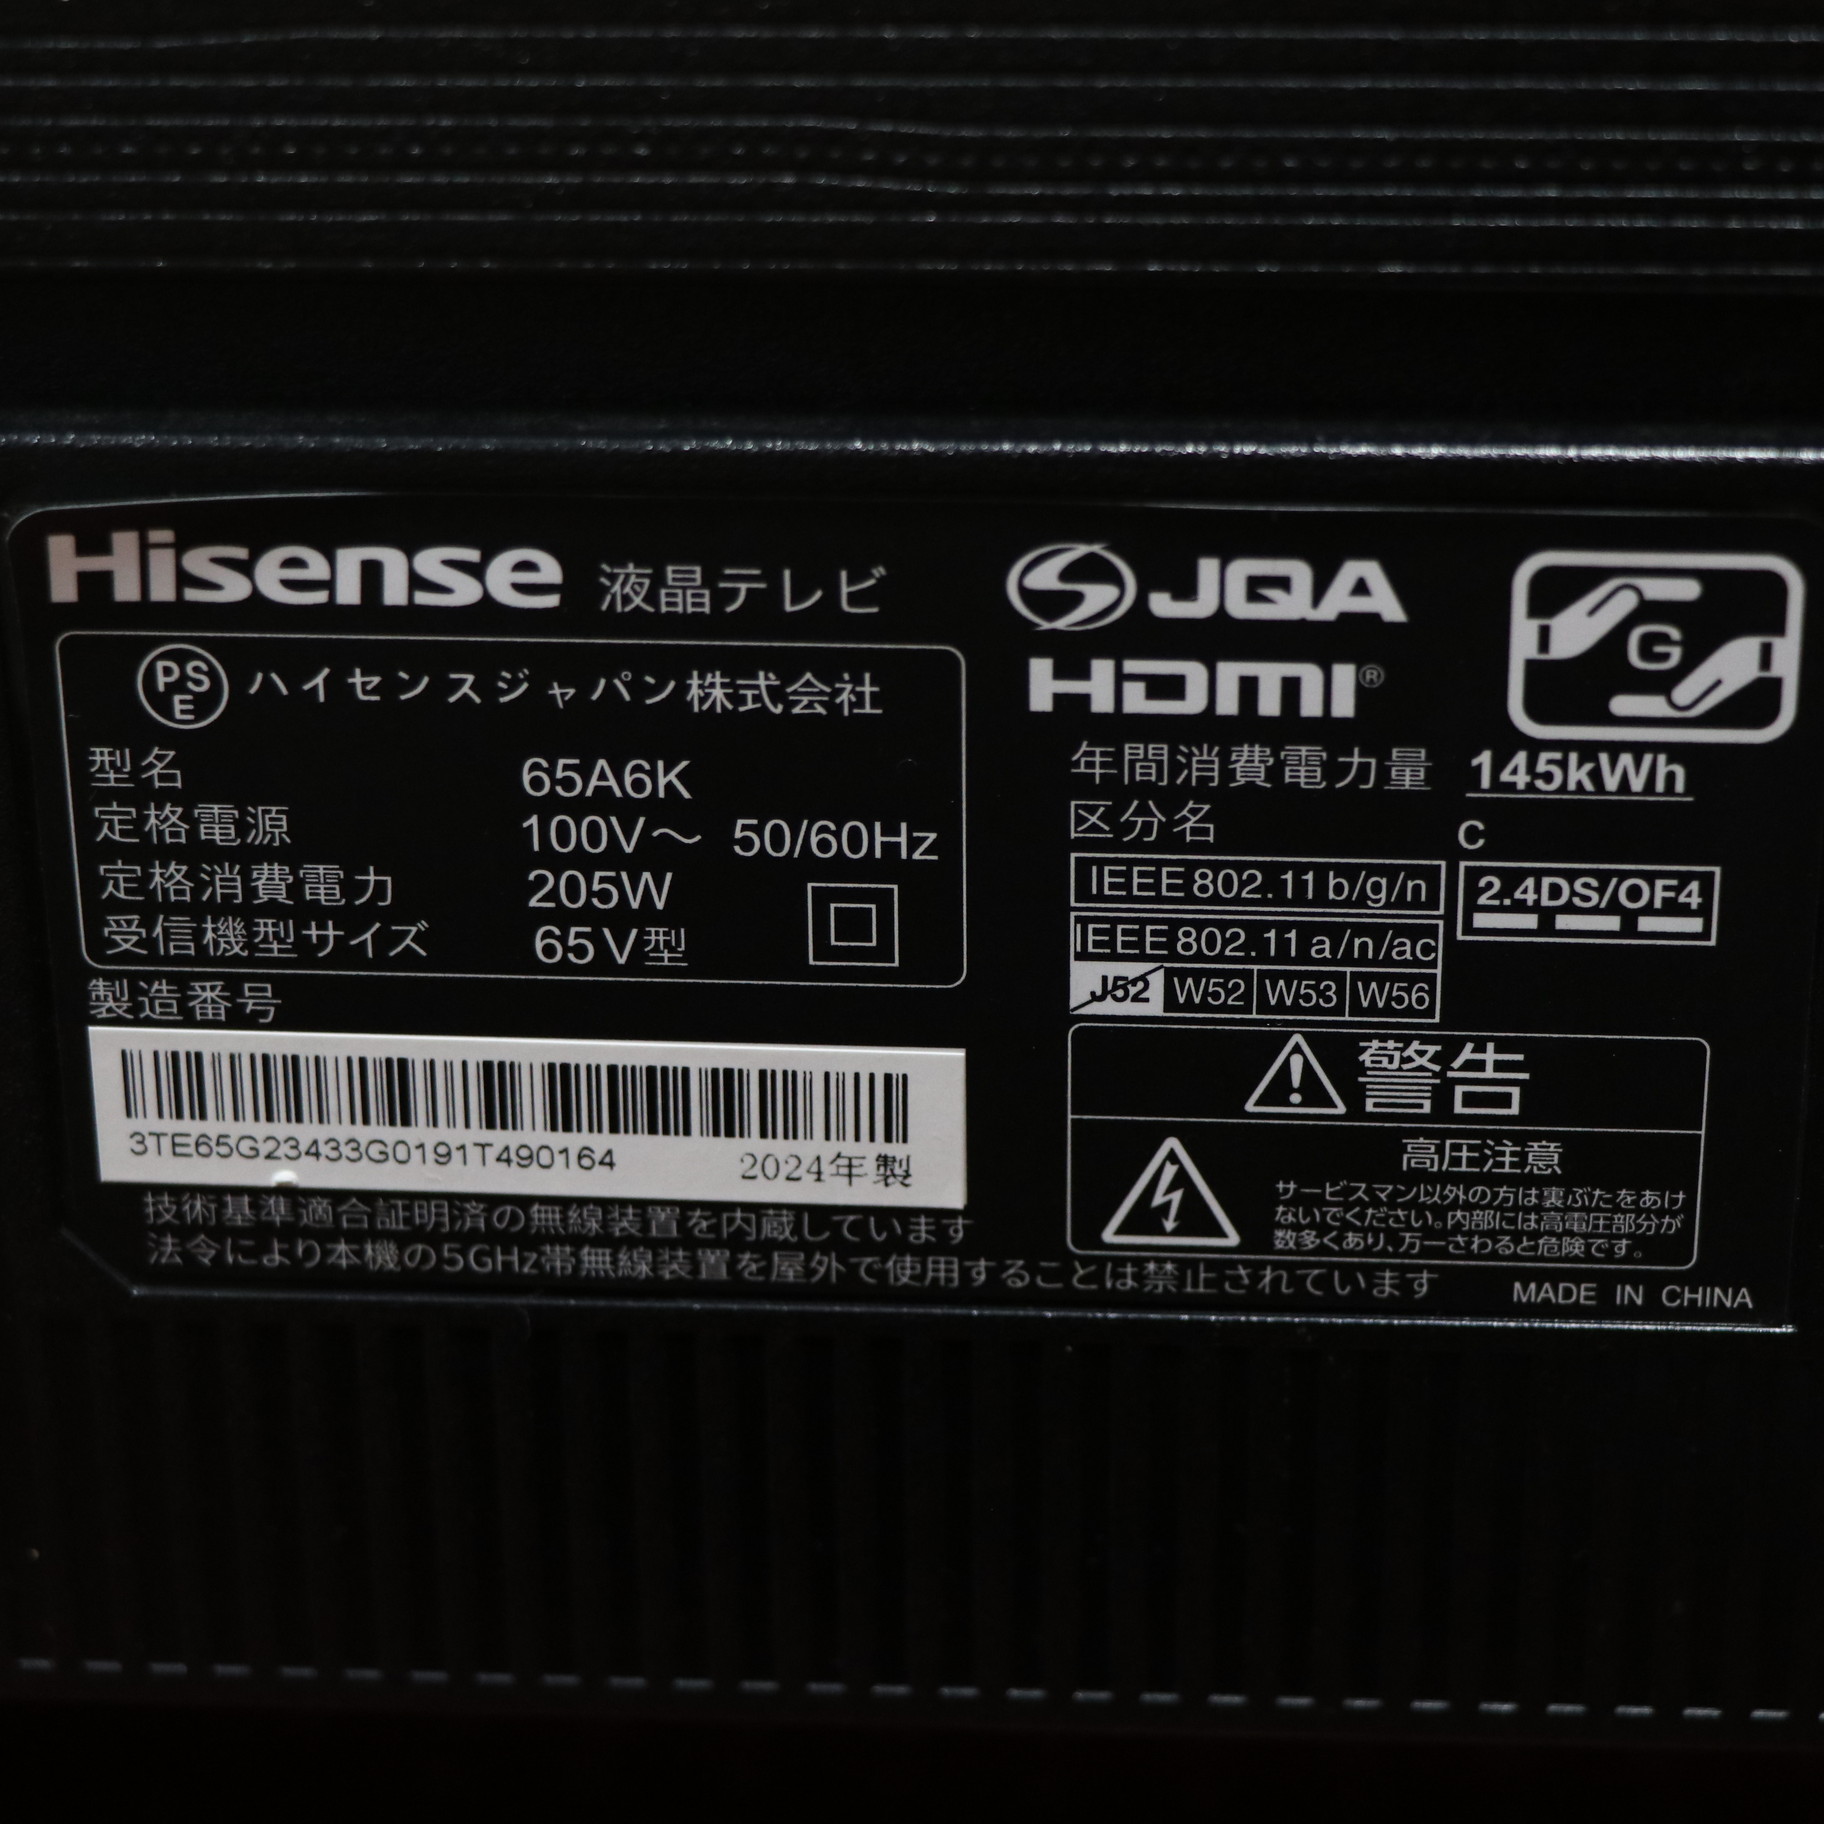 Hisense 液晶テレビ
PSE ハイセンスジャパン株式会社
型名 65A6K
定格電源 100V～ 50/60Hz
定格消費電力 205W
受信機型サイズ 65V型
製造番号
3TE65G23433G0191T490164
2024年製
技術基準適合証明済の無線装置を内蔵しています
法令により本機の5GHz帯無線装置を屋外で使用することは禁止されています
S JQA
HDMI®
G
年間消費電力量 145kWh
区分名 C
IEEE802.11b/g/n
2.4DS/OF4
IEEE802.11a/n/ac
J52 W52 W53 W56
警告
高圧注意
サービスマン以外の方は裏ぶたをあけ
ないでください。内部には高電圧部分が
数多くあり、万一さわると危険です。
MADE IN CHINA